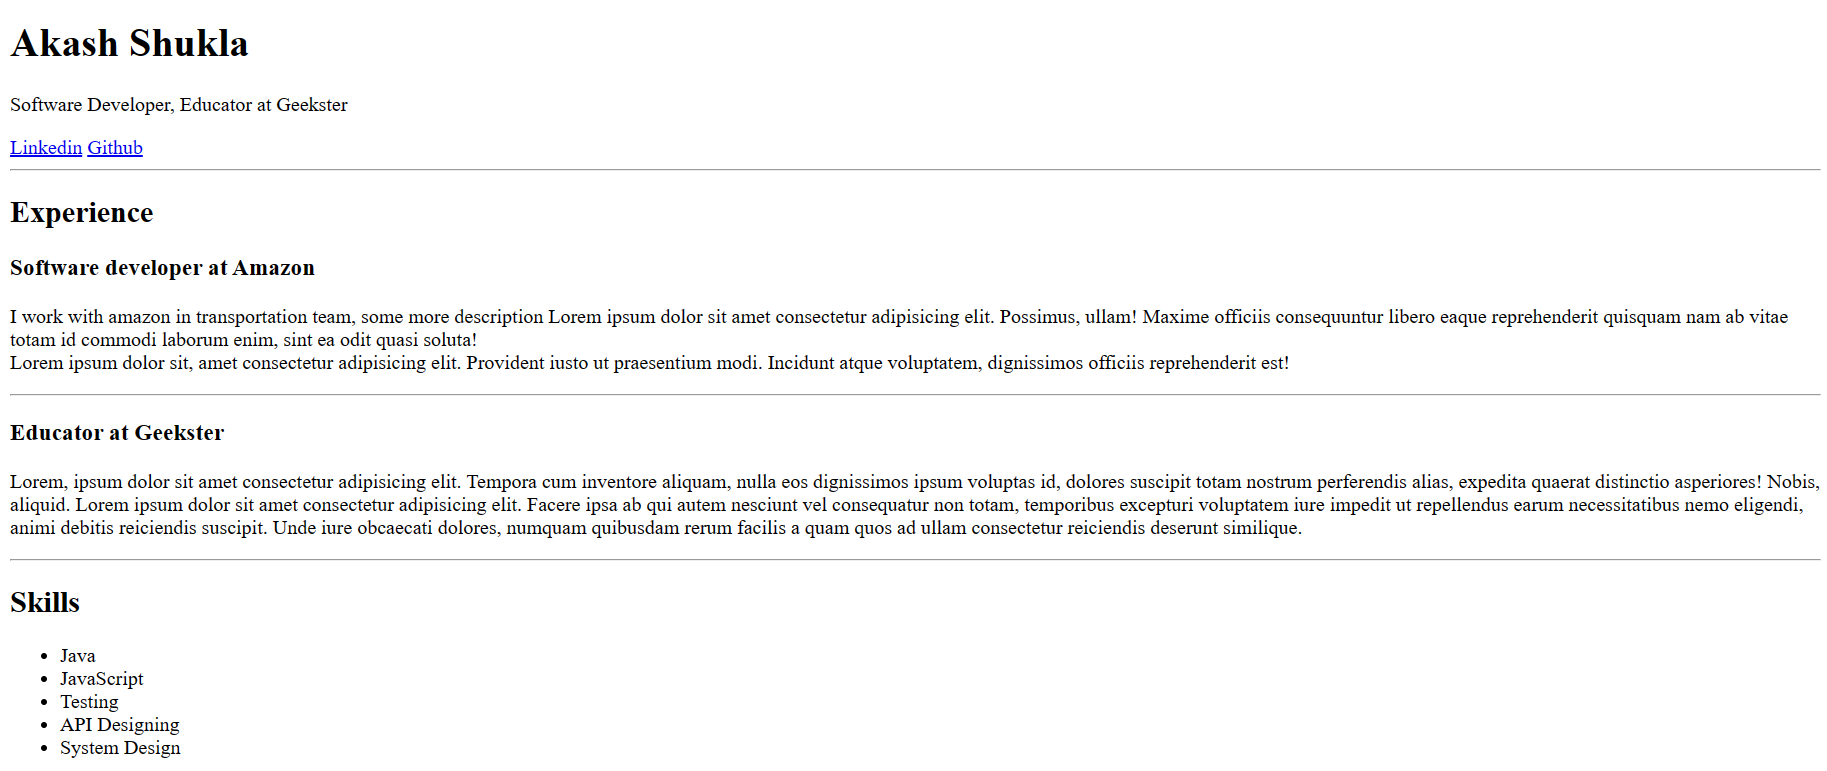 Akash Shukla
Software Developer, Educator at Geekster
Linkedin Github
Experience
Software developer at Amazon
I work with amazon in transportation team, some more description Lorem ipsum dolor sit amet consectetur adipisicing elit. Possimus, ullam! Maxime officiis consequuntur libero eaque reprehenderit quisquam nam ab vitae
totam id commodi laborum enim, sint ea odit quasi soluta!
Lorem ipsum dolor sit, amet consectetur adipisicing elit. Provident iusto ut praesentium modi. Incidunt atque voluptatem, dignissimos officiis reprehenderit est!
Educator at Geekster
Lorem, ipsum dolor sit amet consectetur adipisicing elit. Tempora cum inventore aliquam, nulla eos dignissimos ipsum voluptas id, dolores suscipit totam nostrum perferendis alias, expedita quaerat distinctio asperiores! Nobis,
aliquid. Lorem ipsum dolor sit amet consectetur adipisicing elit. Facere ipsa ab qui autem nesciunt vel consequatur non totam, temporibus excepturi voluptatem iure impedit ut repellendus earum necessitatibus nemo eligendi,
animi debitis reiciendis suscipit. Unde iure obcaecati dolores, numquam quibusdam rerum facilis a quam quos ad ullam consectetur reiciendis deserunt similique.
Skills
• Java
• JavaScript
• Testing
• API Designing
• System Design